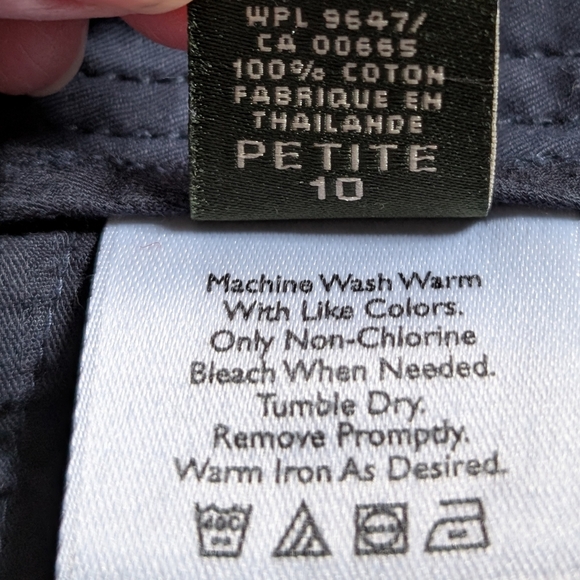 WPL 9647/
CA 00665
100% COTON
FABRIQUE EN
THAILANDE
PETITE
10
Machine Wash Warm
With Like Colors.
Only Non-Chlorine
Bleach When Needed.
Tumble Dry.
Remove Promptly.
Warm Iron As Desired.
40C